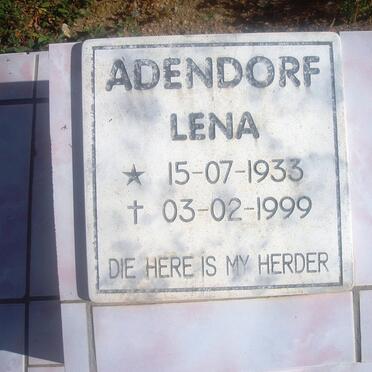 ADENDORF
LENA
★ 15-07-1933
✝ 03-02-1999
DIE HERE IS MY HERDER